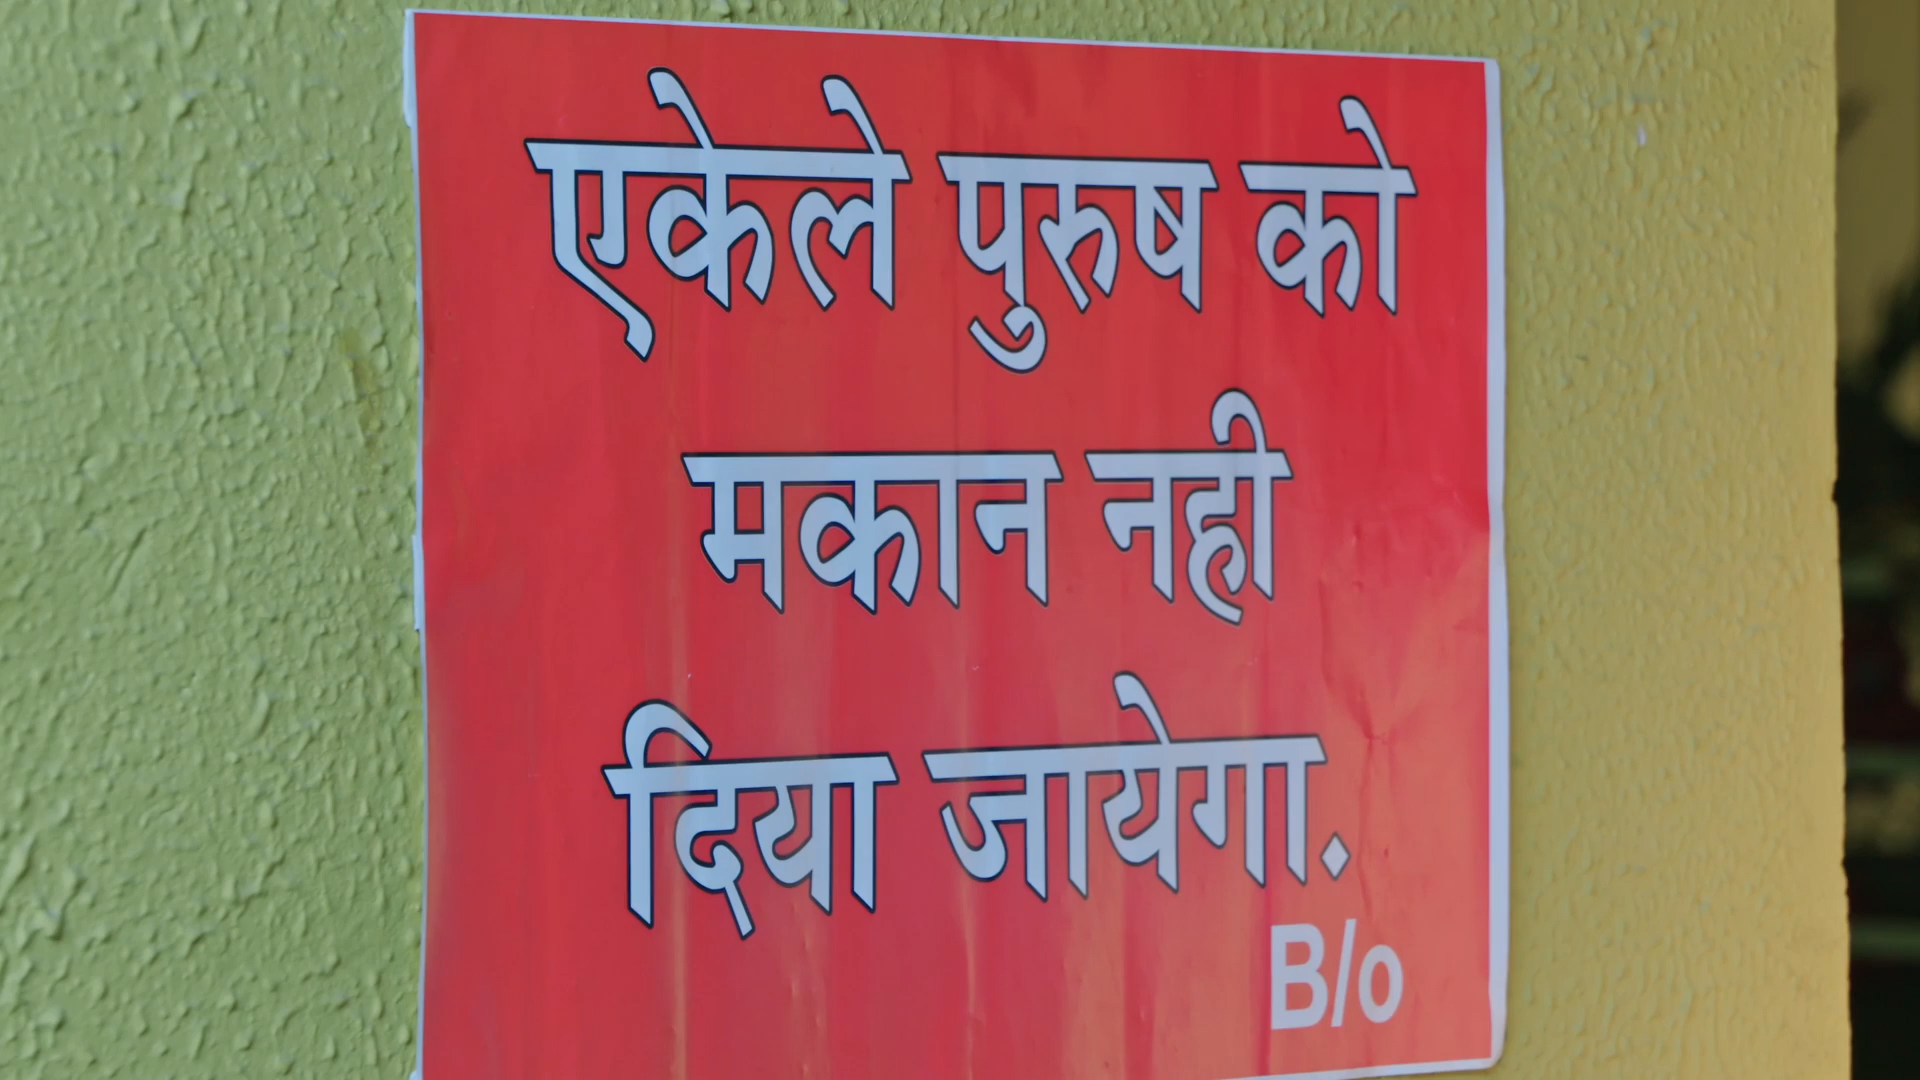 एकेले पुरुष को
मकान नही
दिया जायेगा.
B/o